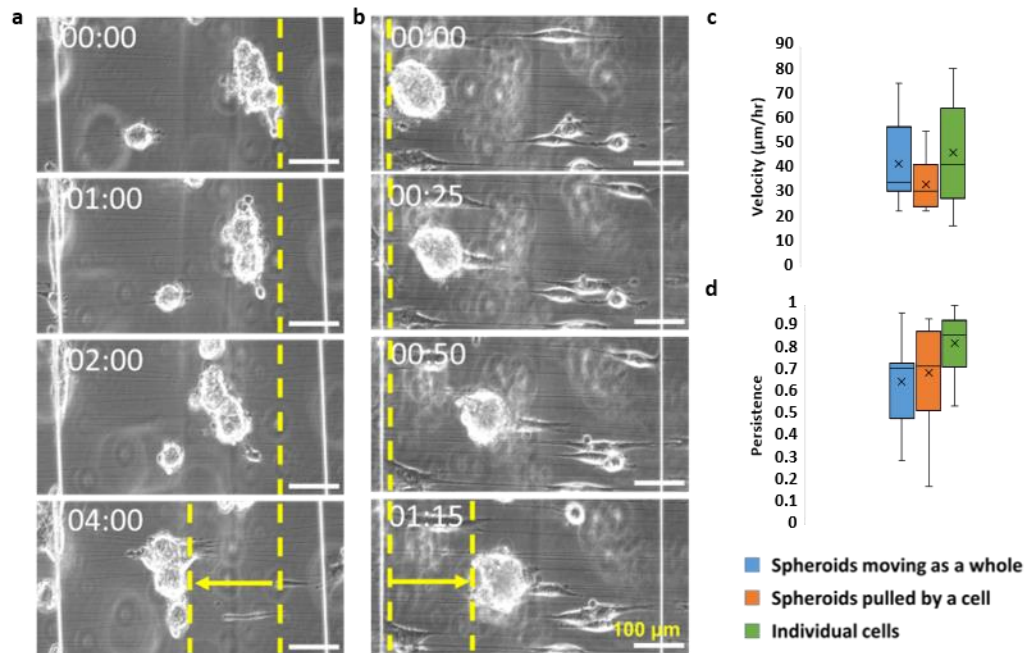 a
00:00
01:00
02:00
04:00
b
00:00
00:25
00:50
01:15
100 µm
c
90
80
70
60
50
40
30
20
10
0
Velocity (µm/hr)
d
1
0.9
0.8
0.7
0.6
0.5
0.4
0.3
0.2
0.1
0
Persistence
Spheroids moving as a whole
Spheroids pulled by a cell
Individual cells